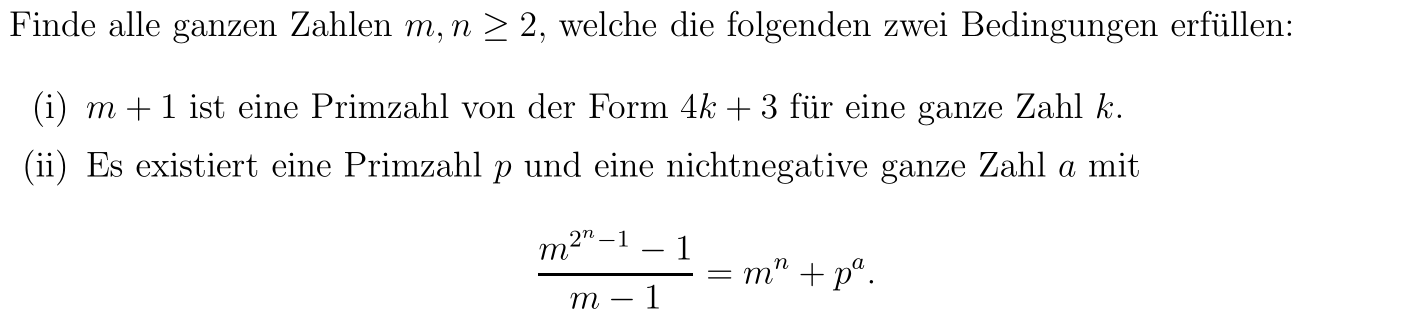 Finde alle ganzen Zahlen $m, n \geq 2$, welche die folgenden zwei Bedingungen erfüllen:
(i) $m + 1$ ist eine Primzahl von der Form $4k + 3$ für eine ganze Zahl $k$.
(ii) Es existiert eine Primzahl $p$ und eine nichtnegative ganze Zahl $a$ mit
$\frac{m^{2^n-1} - 1}{m - 1} = m^n + p^a.$